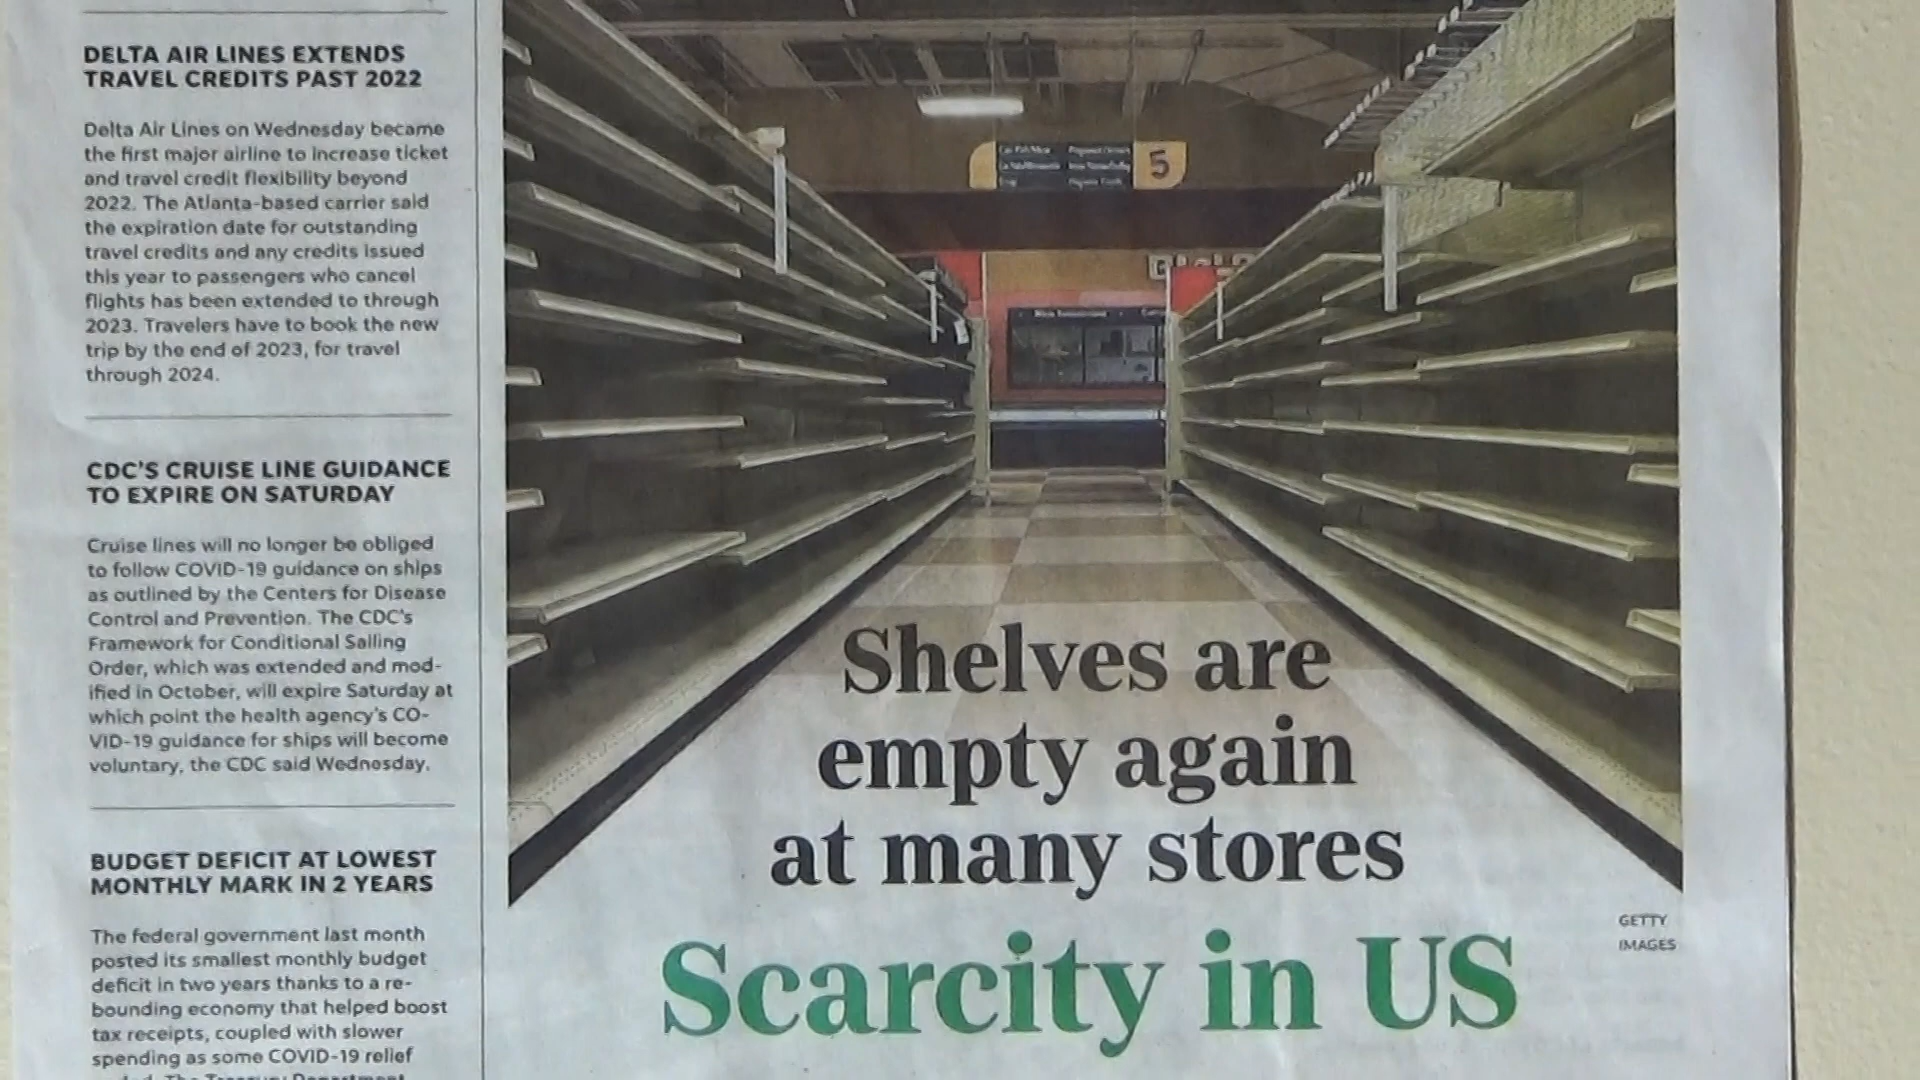 DELTA AIR LINES EXTENDS
TRAVEL CREDITS PAST 2022
Delta Air Lines on Wednesday became
the first major airline to increase ticket
and travel credit flexibility beyond
2022. The Atlanta-based carrier said
the expiration date for outstanding
travel credits and any credits issued
this year to passengers who cancel
flights has been extended to through
2023. Travelers have to book the new
trip by the end of 2023, for travel
through 2024.
CDC'S CRUISE LINE GUIDANCE
TO EXPIRE ON SATURDAY
Cruise lines will no longer be obliged
to follow COVID-19 guidance on ships
as outlined by the Centers for Disease
Control and Prevention. The CDC's
Framework for Conditional Sailing
Order, which was extended and mod-
ified in October, will expire Saturday at
which point the health agency's CO-
VID-19 guidance for ships will become
voluntary, the CDC said Wednesday.
BUDGET DEFICIT AT LOWEST
MONTHLY MARK IN 2 YEARS
The federal government last month
posted its smallest monthly budget
deficit in two years thanks to a re-
bounding economy that helped boost
tax receipts, coupled with slower
spending as some COVID-19 relief
ended. The Treasury Department
5
Shelves are
empty again
at many stores
Scarcity in US
GETTY
IMAGES